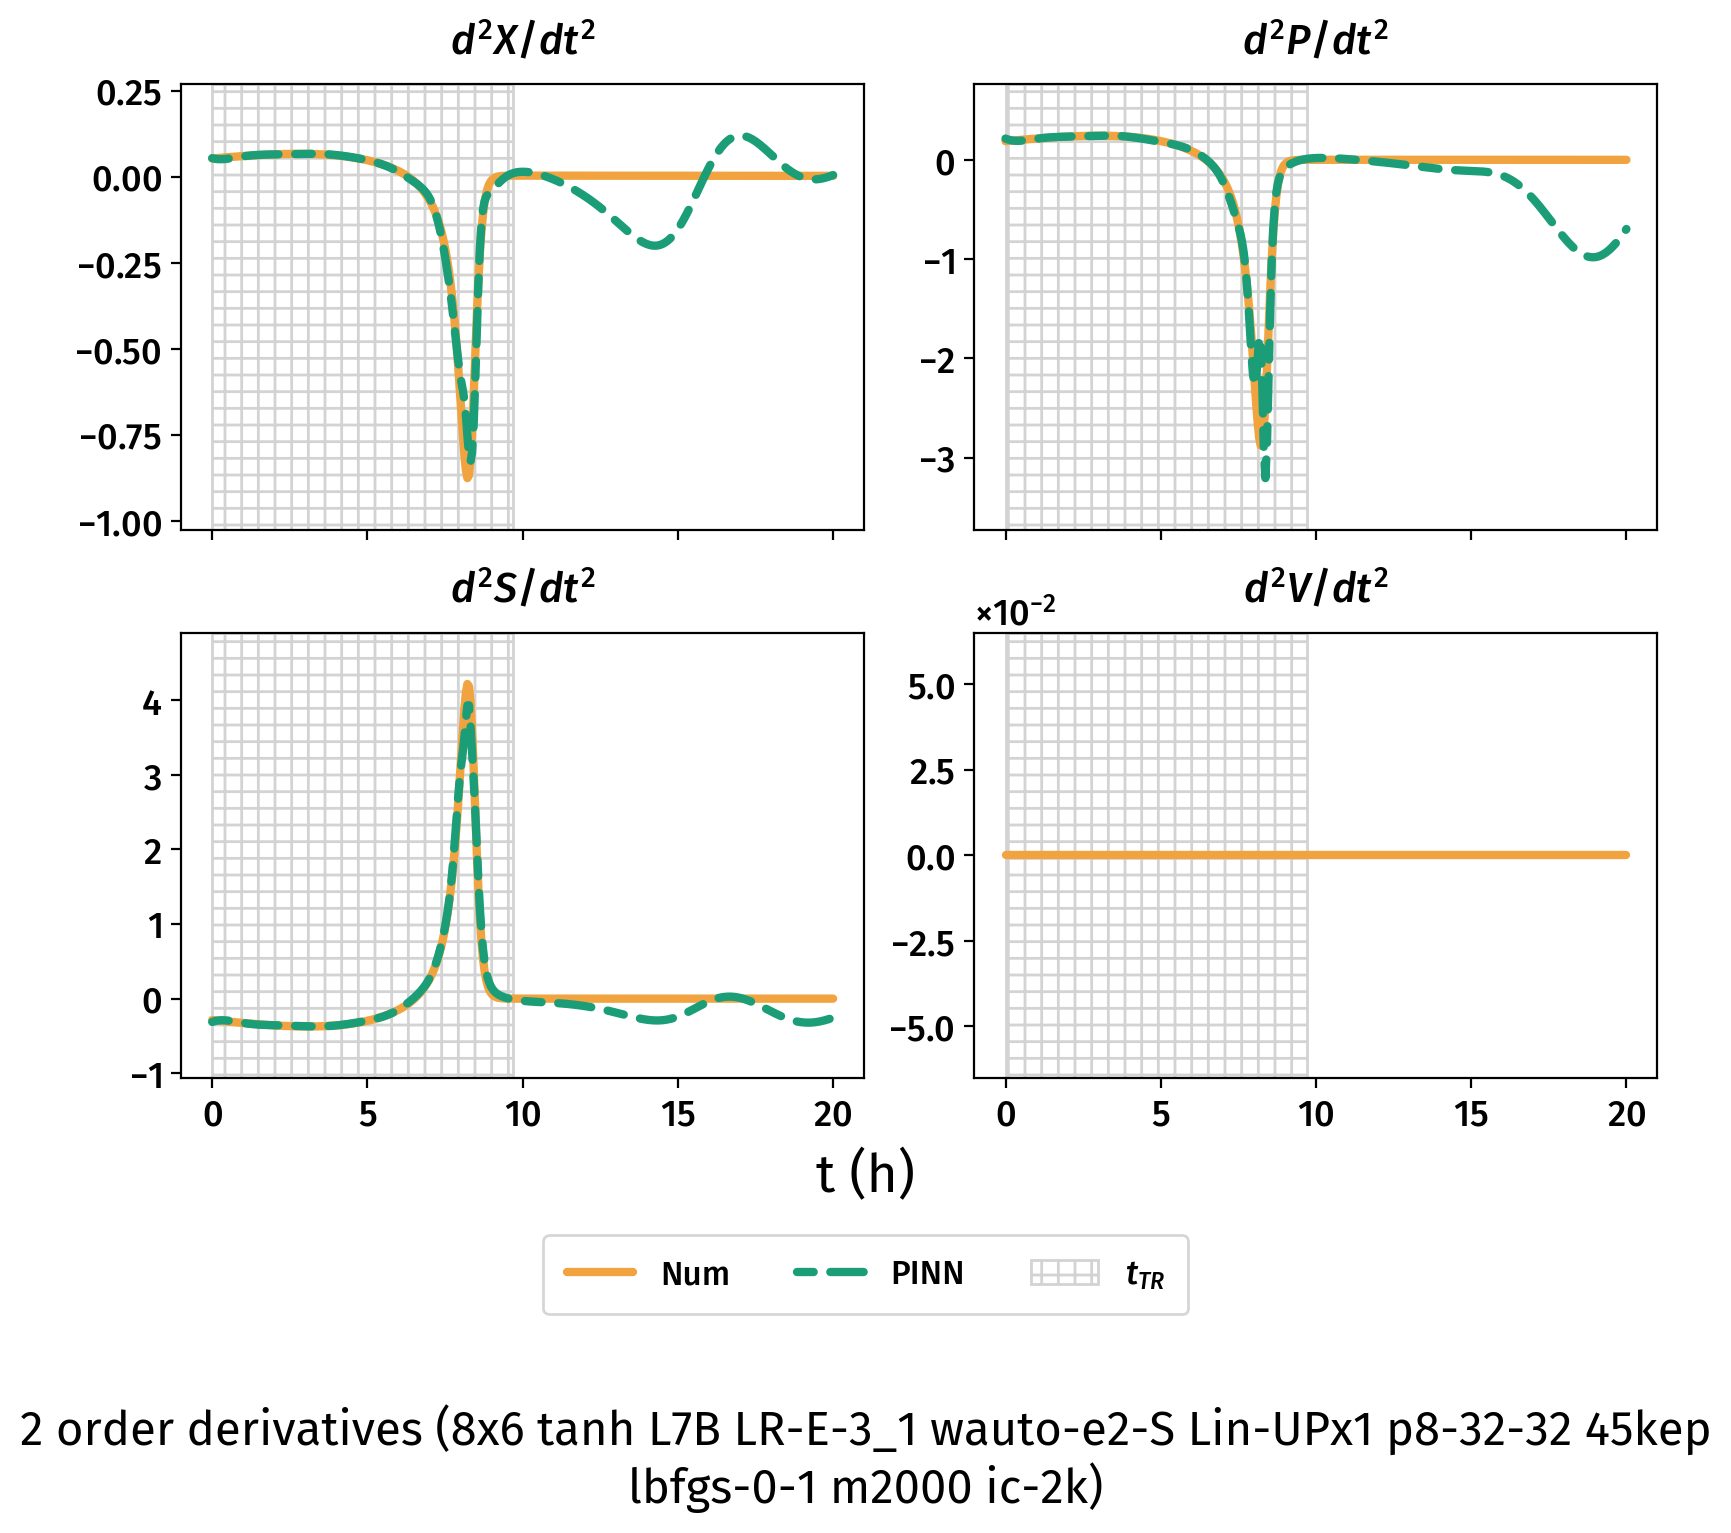 d²X/dt²
d²P/dt²
0.25
0.00
−0.25
−0.50
−0.75
−1.00
0
−1
−2
−3
d²S/dt²
d²V/dt²
×10⁻²
4
3
2
1
0
−1
5.0
2.5
0.0
−2.5
−5.0
0 5 10 15 20
0 5 10 15 20
t (h)
Num PINN t_TR
2 order derivatives (8x6 tanh L7B LR-E-3_1 wauto-e2-S Lin-UPx1 p8-32-32 45kep
lbfgs-0-1 m2000 ic-2k)